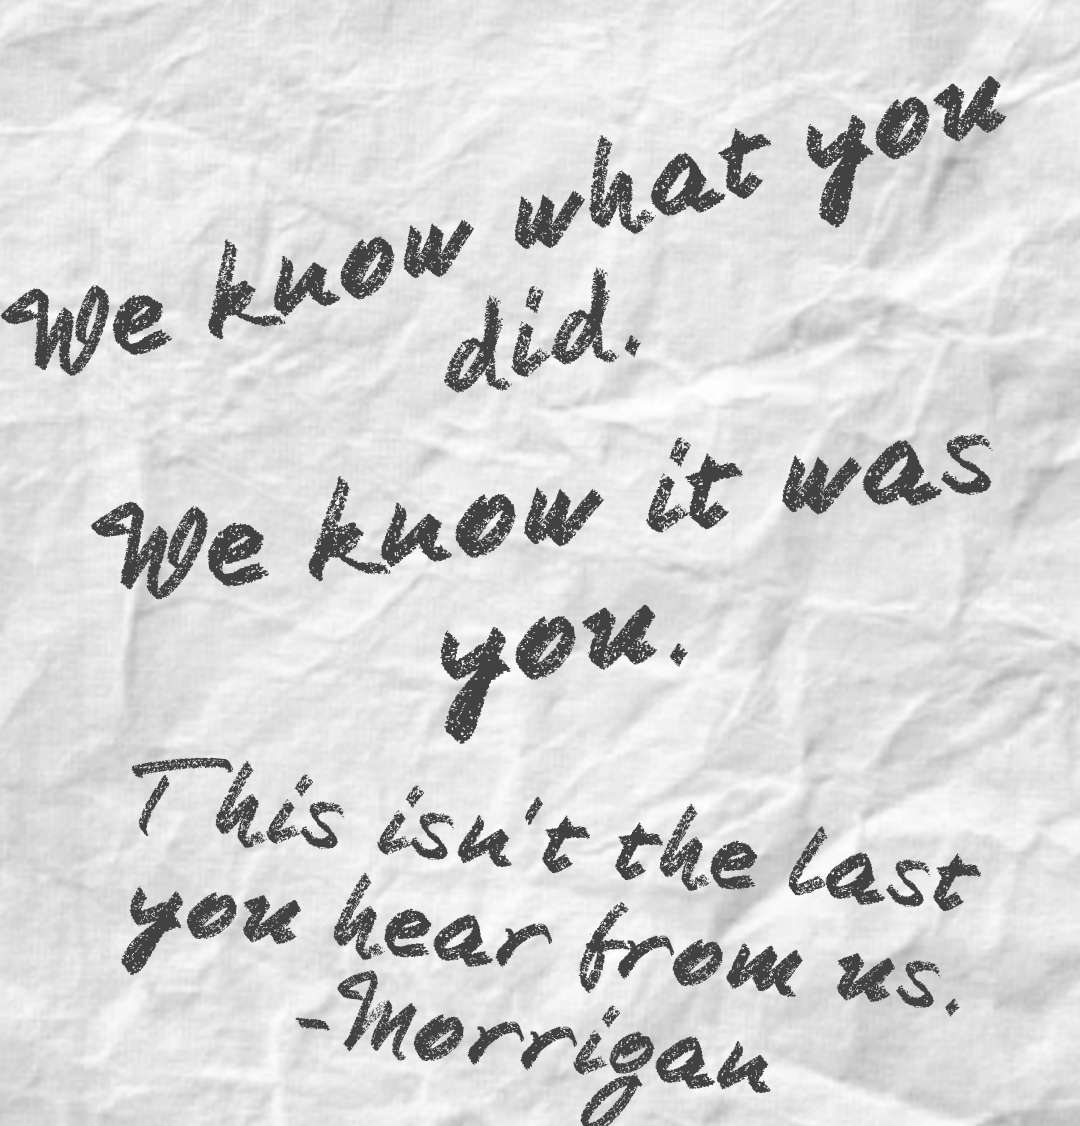 We know what you
did.
We know it was
you.
This isn't the last
you hear from us.
-Morrigan